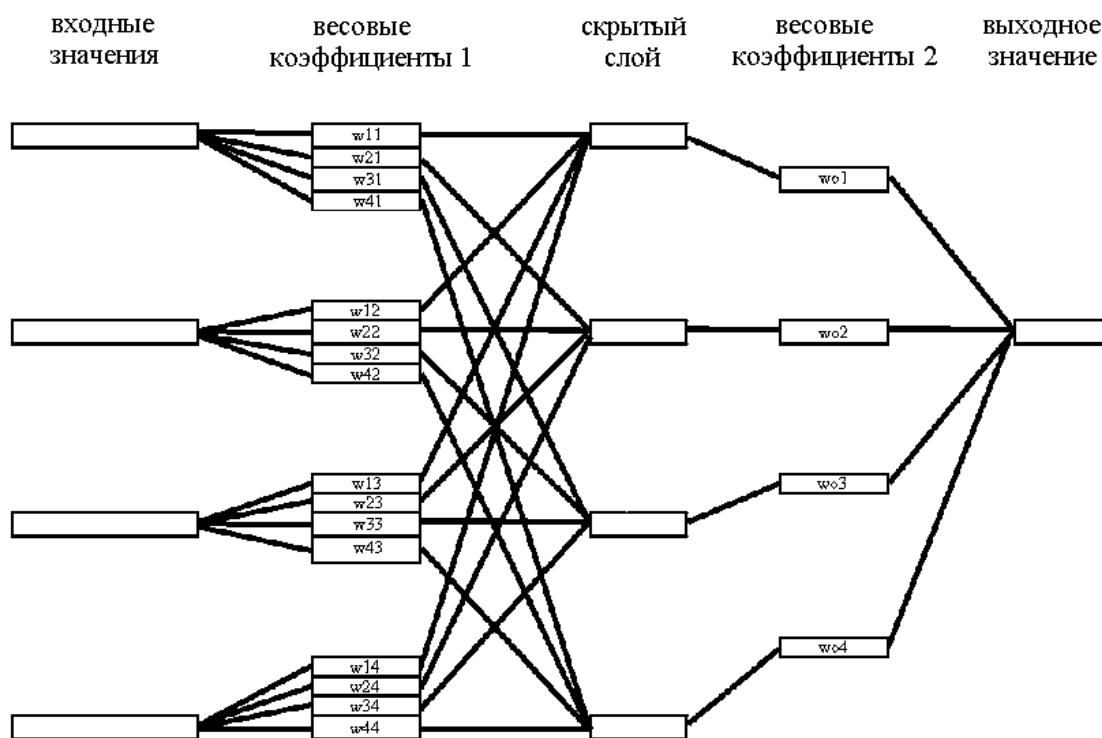 входные
значения
весовые
коэффициенты 1
скрытый
слой
весовые
коэффициенты 2
выходное
значение
w11
w21
w31
w41
wo1
w12
w22
w32
w42
wo2
w13
w23
w33
w43
wo3
w14
w24
w34
w44
wo4